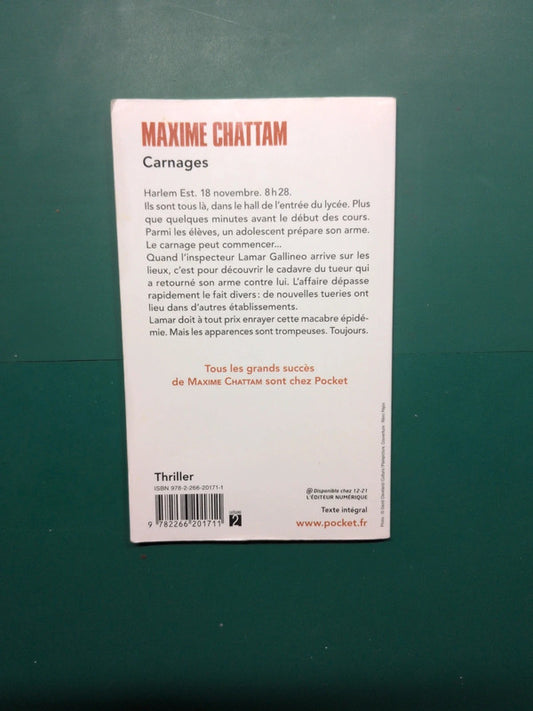 MAXIME CHATTAM
Carnages
Harlem Est. 18 novembre. 8 h 28.
Ils sont tous là, dans le hall de l'entrée du lycée. Plus
que quelques minutes avant le début des cours.
Parmi les élèves, un adolescent prépare son arme.
Le carnage peut commencer...
Quand l'inspecteur Lamar Gallineo arrive sur les
lieux, c'est pour découvrir le cadavre du tueur qui
a retourné son arme contre lui. L'affaire dépasse
rapidement le fait divers : de nouvelles tueries ont
lieu dans d'autres établissements.
Lamar doit à tout prix enrayer cette macabre épidé-
mie. Mais les apparences sont trompeuses. Toujours.
Tous les grands succès
de MAXIME CHATTAM sont chez Pocket
Thriller
ISBN 978-2-266-20171-1
9 782266 201711
2
@ Disponible chez 12-21
L'ÉDITEUR NUMÉRIQUE
Texte intégral
www.pocket.fr